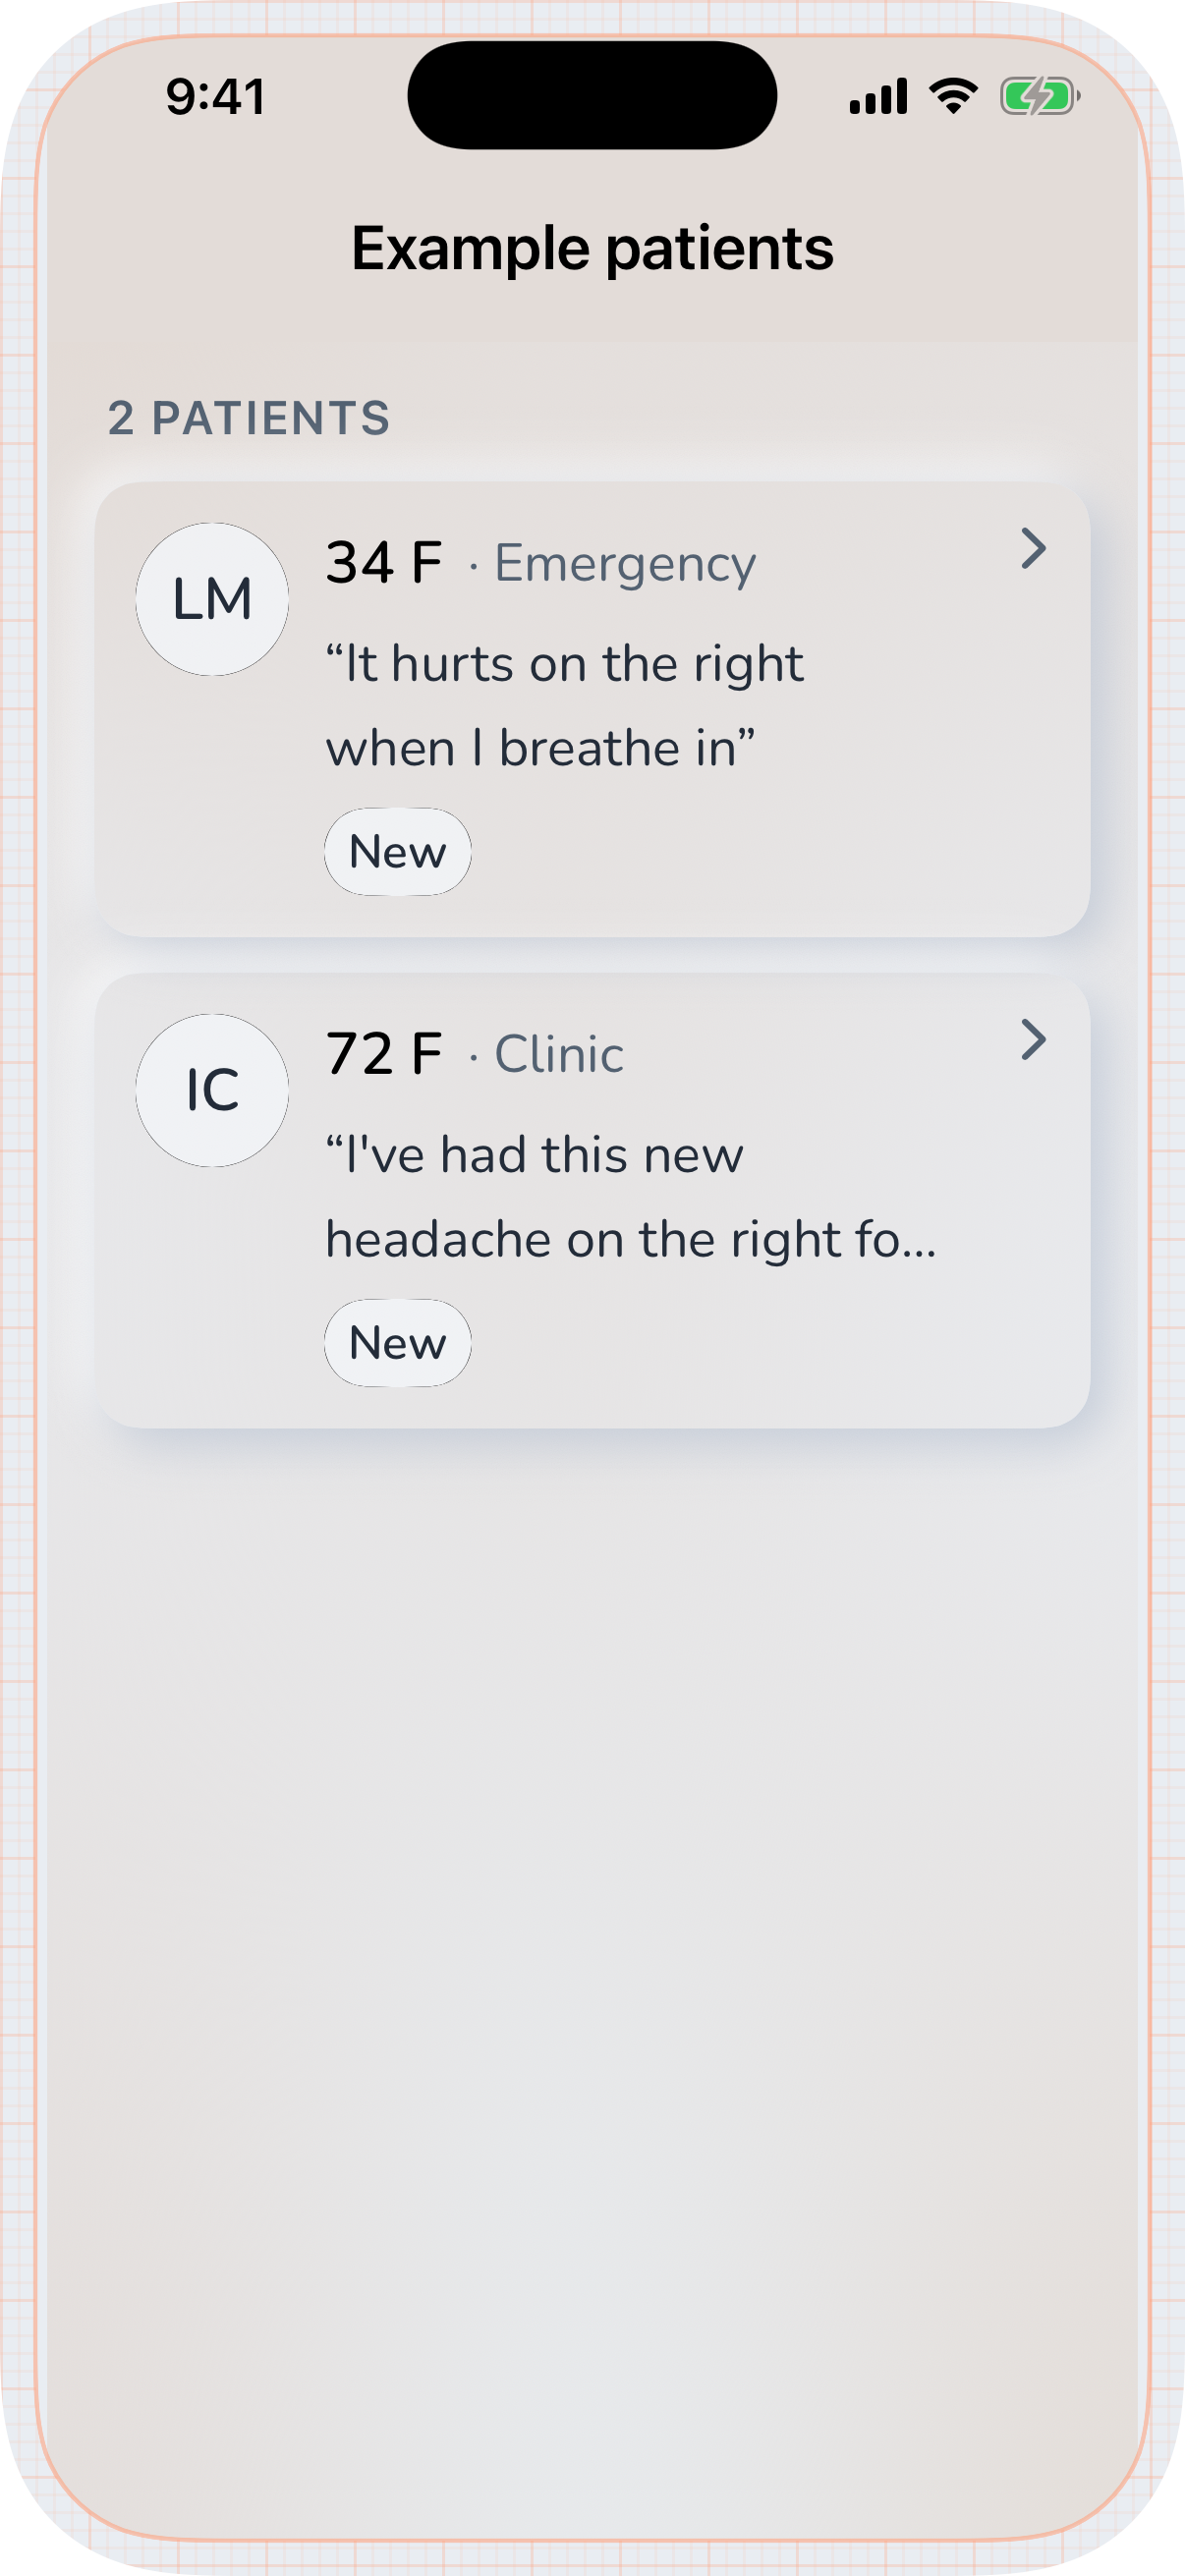 9:41
Example patients
2 PATIENTS
LM
34 F · Emergency
“It hurts on the right
when I breathe in”
New
IC
72 F · Clinic
“I've had this new
headache on the right fo...
New